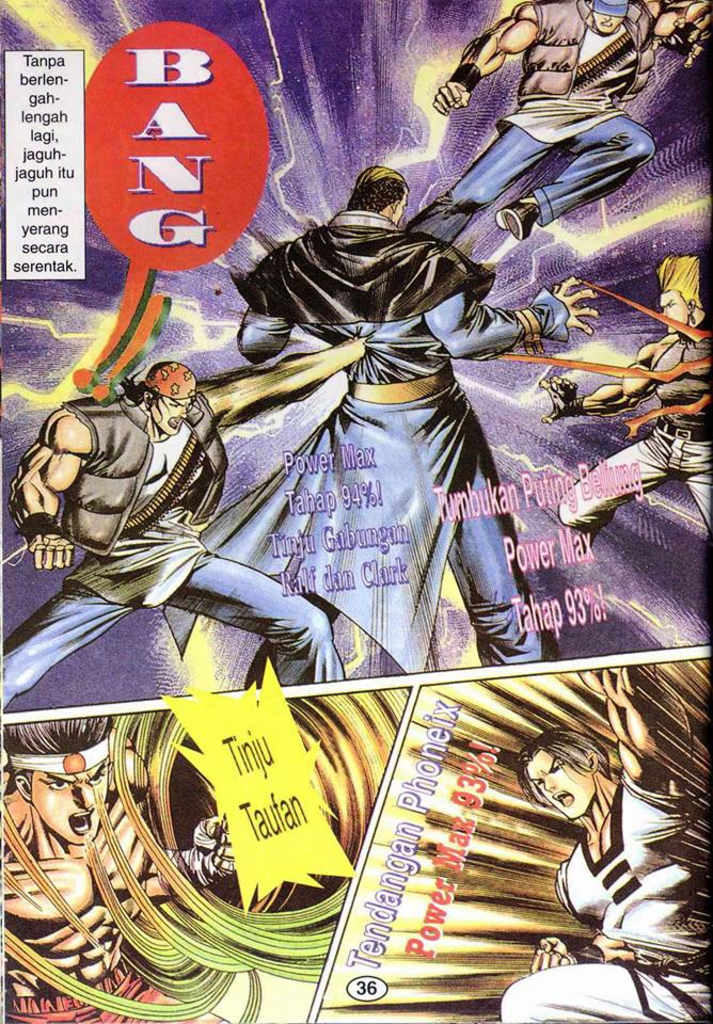 Tanpa
berlen-
gah-
lengah
lagi,
jaguh-
jaguh itu
pun
men-
yerang
secara
serentak.
BANG
Power Max
Tahap 94%!
Tinju Gabungan
Ralf dan Clark
Tumbukan Puting Beliung
Power Max
Tahap 93%!
Tinju
Taufan
Tendangan Phoneix
Power Max 93%!
36